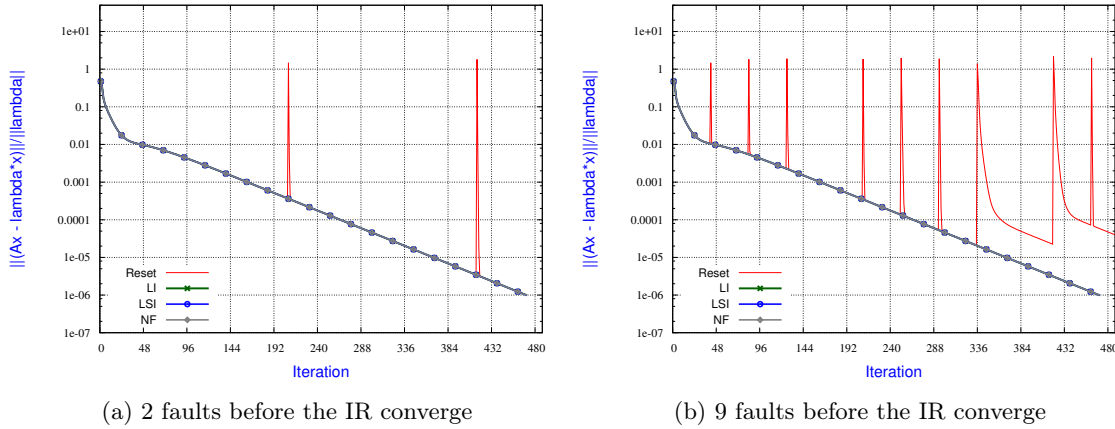 ||(Ax - lambda*x)||/||lambda||
1e+01
1
0.1
0.01
0.001
0.0001
1e-05
1e-06
1e-07
Reset
LI
LSI
NF
0 48 96 144 192 240 288 336 384 432 480
Iteration
(a) 2 faults before the IR converge
||(Ax - lambda*x)||/||lambda||
1e+01
1
0.1
0.01
0.001
0.0001
1e-05
1e-06
1e-07
Reset
LI
LSI
NF
0 48 96 144 192 240 288 336 384 432 480
Iteration
(b) 9 faults before the IR converge